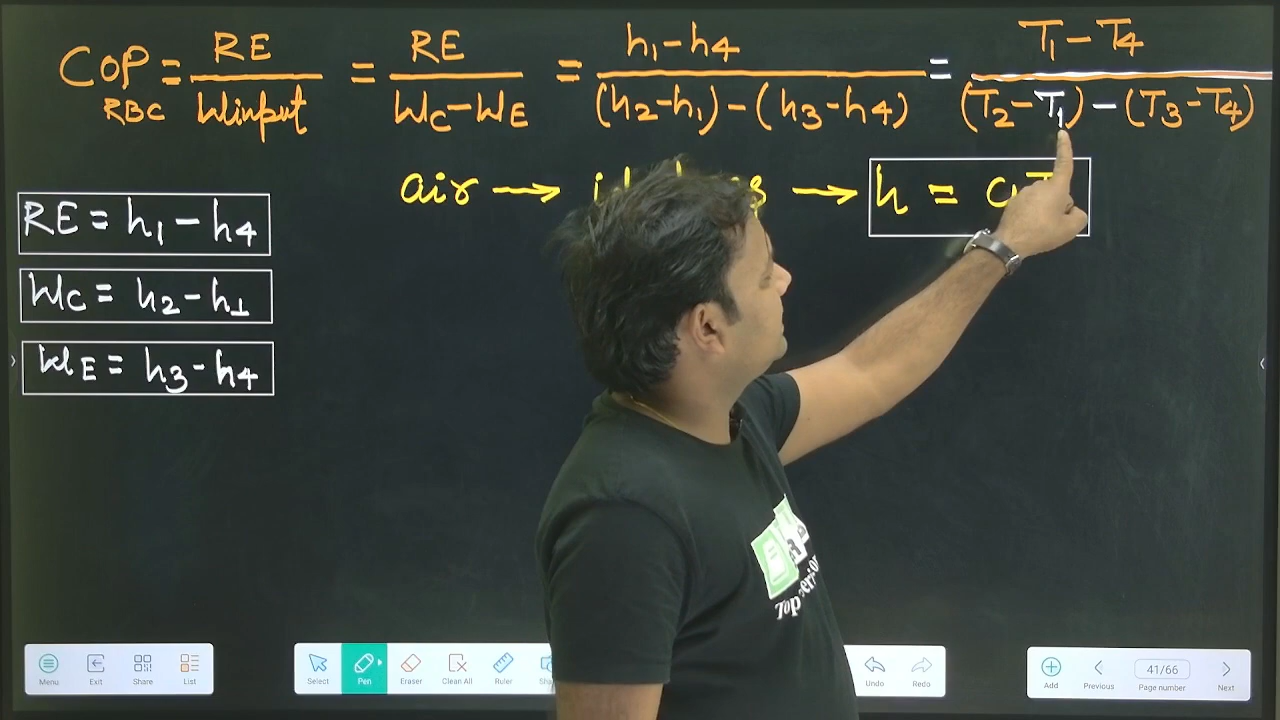 COP RBC = RE / Winput = RE / WC - WE = h1 - h4 / (h2 - h1) - (h3 - h4) = T1 - T4 / (T2 - T1) - (T3 - T4)
air → → h =
RE = h1 - h4
WC = h2 - h1
WE = h3 - h4
Top
Menu Exit Share List Select Pen Eraser Clean All Ruler Undo Redo Add Previous 41/66 Page number Next